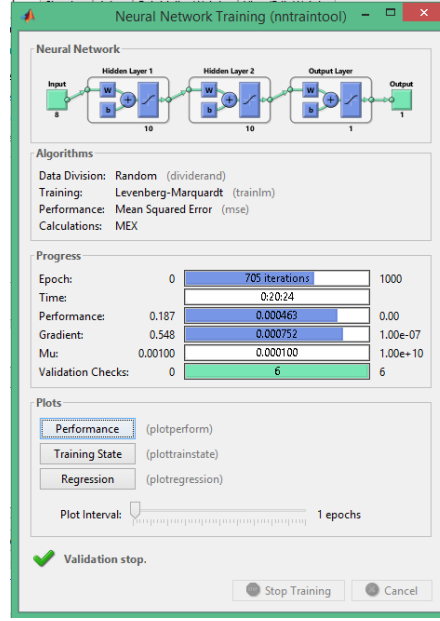 Neural Network Training (nntraintool)
Neural Network
Hidden Layer 1 Hidden Layer 2 Output Layer
Input W b + W b + W b + Output
8 10 10 1 1
Algorithms
Data Division: Random (dividerand)
Training: Levenberg-Marquardt (trainlm)
Performance: Mean Squared Error (mse)
Calculations: MEX
Progress
Epoch: 0 705 iterations 1000
Time: 0:20:24
Performance: 0.187 0.000463 0.00
Gradient: 0.548 0.000752 1.00e-07
Mu: 0.00100 0.000100 1.00e+10
Validation Checks: 0 6 6
Plots
Performance (plotperform)
Training State (plottrainstate)
Regression (plotregression)
Plot Interval: 1 epochs
Validation stop.
Stop Training Cancel